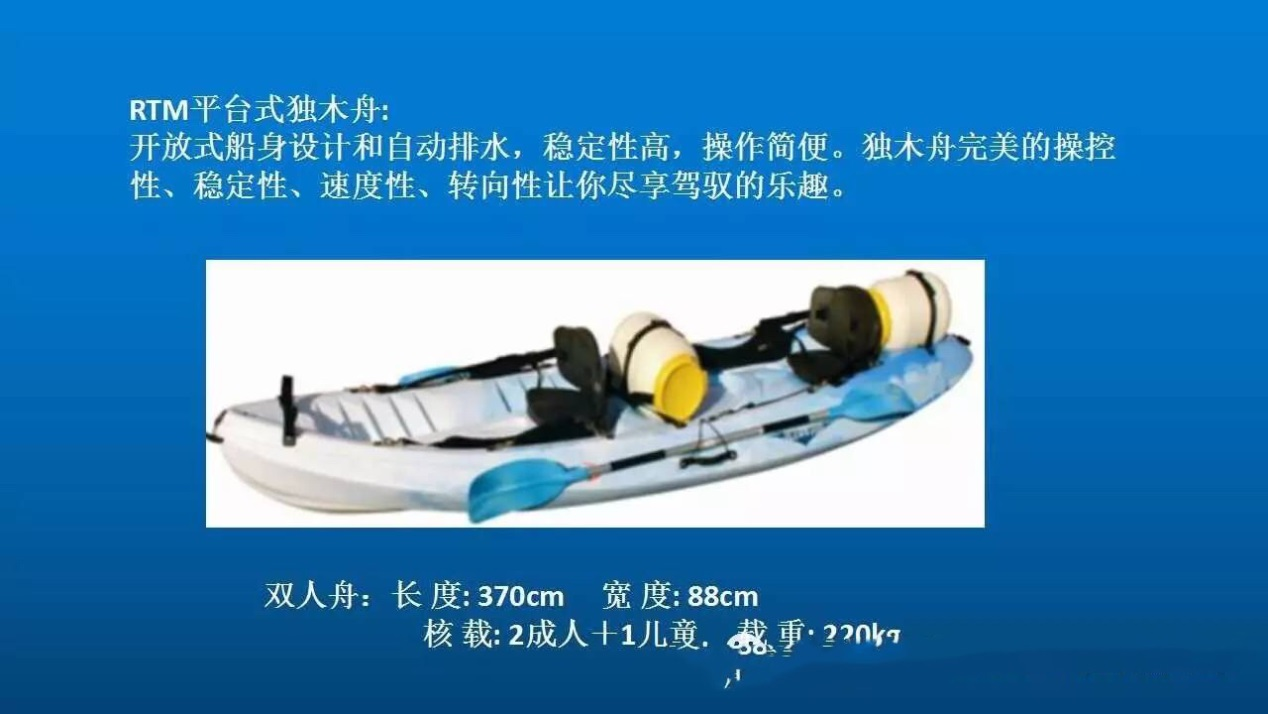 RTM平台式独木舟:
开放式船身设计和自动排水，稳定性高，操作简便。独木舟完美的操控
性、稳定性、速度性、转向性让你尽享驾驭的乐趣。
双人舟：长 度: 370cm 宽 度: 88cm
核 载: 2成人＋1儿童. 载 重: 220kg